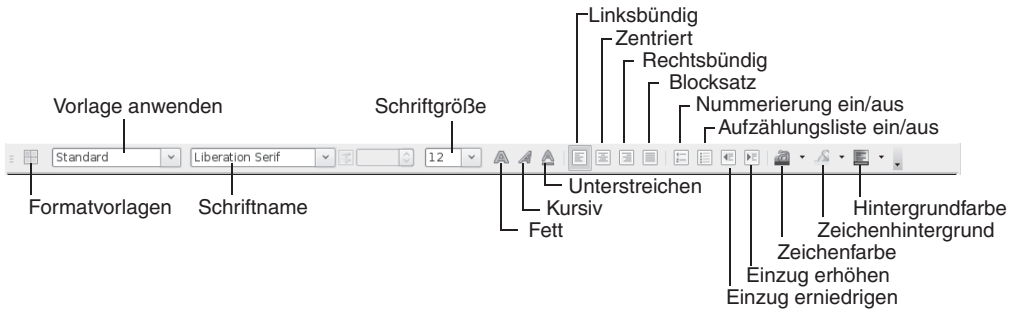 Linksbündig
Zentriert
Rechtsbündig
Blocksatz
Vorlage anwenden
Schriftgröße
Nummerierung ein/aus
Aufzählungsliste ein/aus
Standard
Liberation Serif
12
Formatvorlagen
Schriftname
Unterstreichen
Kursiv
Fett
Hintergrundfarbe
Zeichenhintergrund
Zeichenfarbe
Einzug erhöhen
Einzug erniedrigen